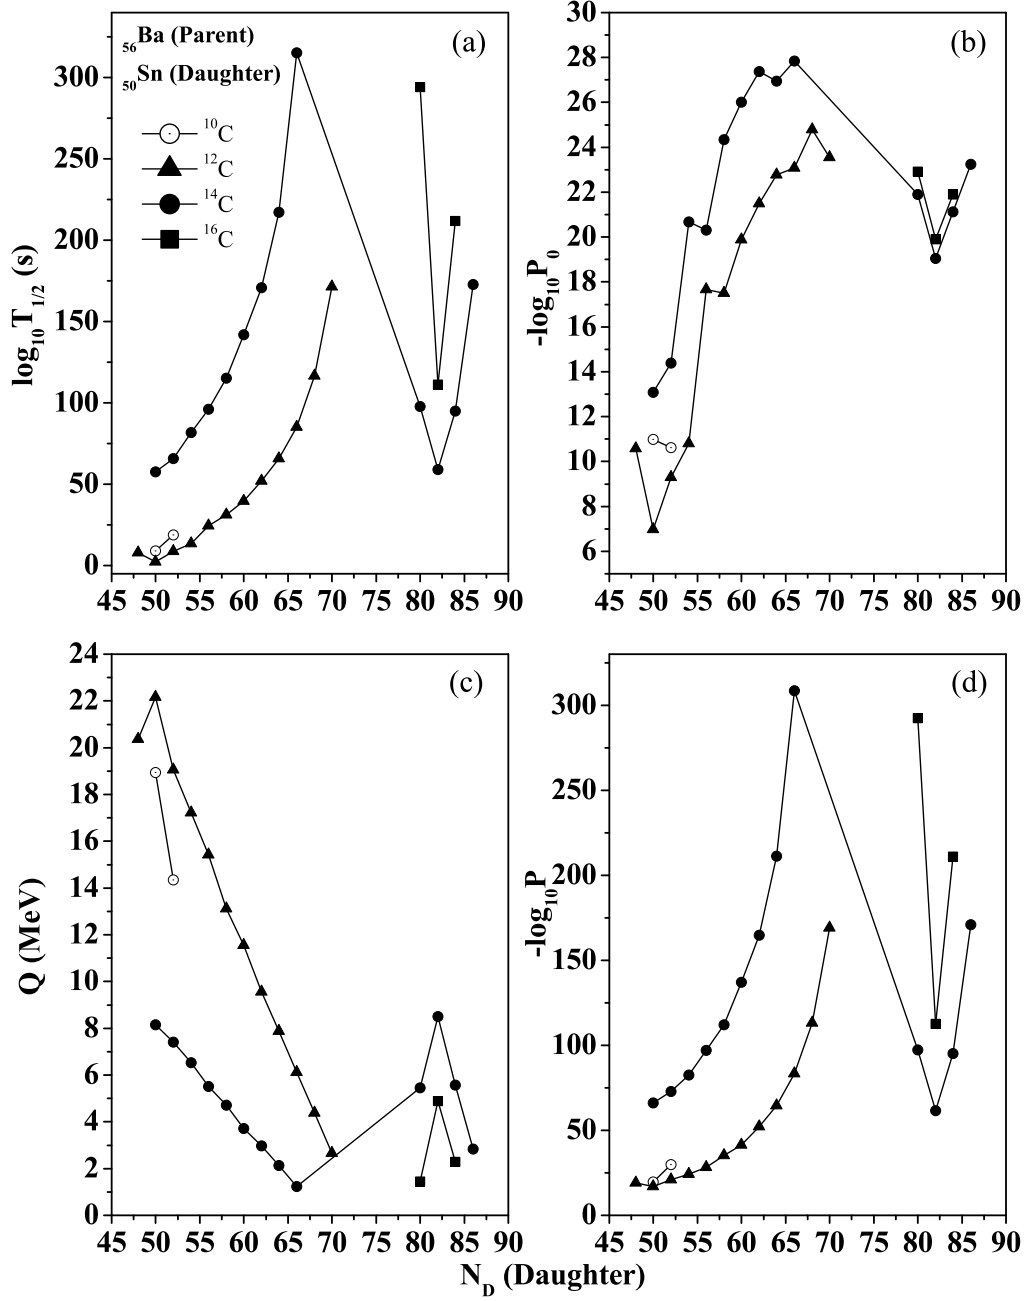 ₅₆Ba (Parent)
₅₀Sn (Daughter)
¹⁰C
¹²C
¹⁴C
¹⁶C
(a)
log₁₀T₁/₂ (s)
300
250
200
150
100
50
0
45 50 55 60 65 70 75 80 85 90
(b)
-log₁₀P₀
30
28
26
24
22
20
18
16
14
12
10
8
6
45 50 55 60 65 70 75 80 85 90
(c)
Q (MeV)
24
22
20
18
16
14
12
10
8
6
4
2
0
45 50 55 60 65 70 75 80 85 90
(d)
-log₁₀P
300
250
200
150
100
50
0
45 50 55 60 65 70 75 80 85 90
N_D (Daughter)